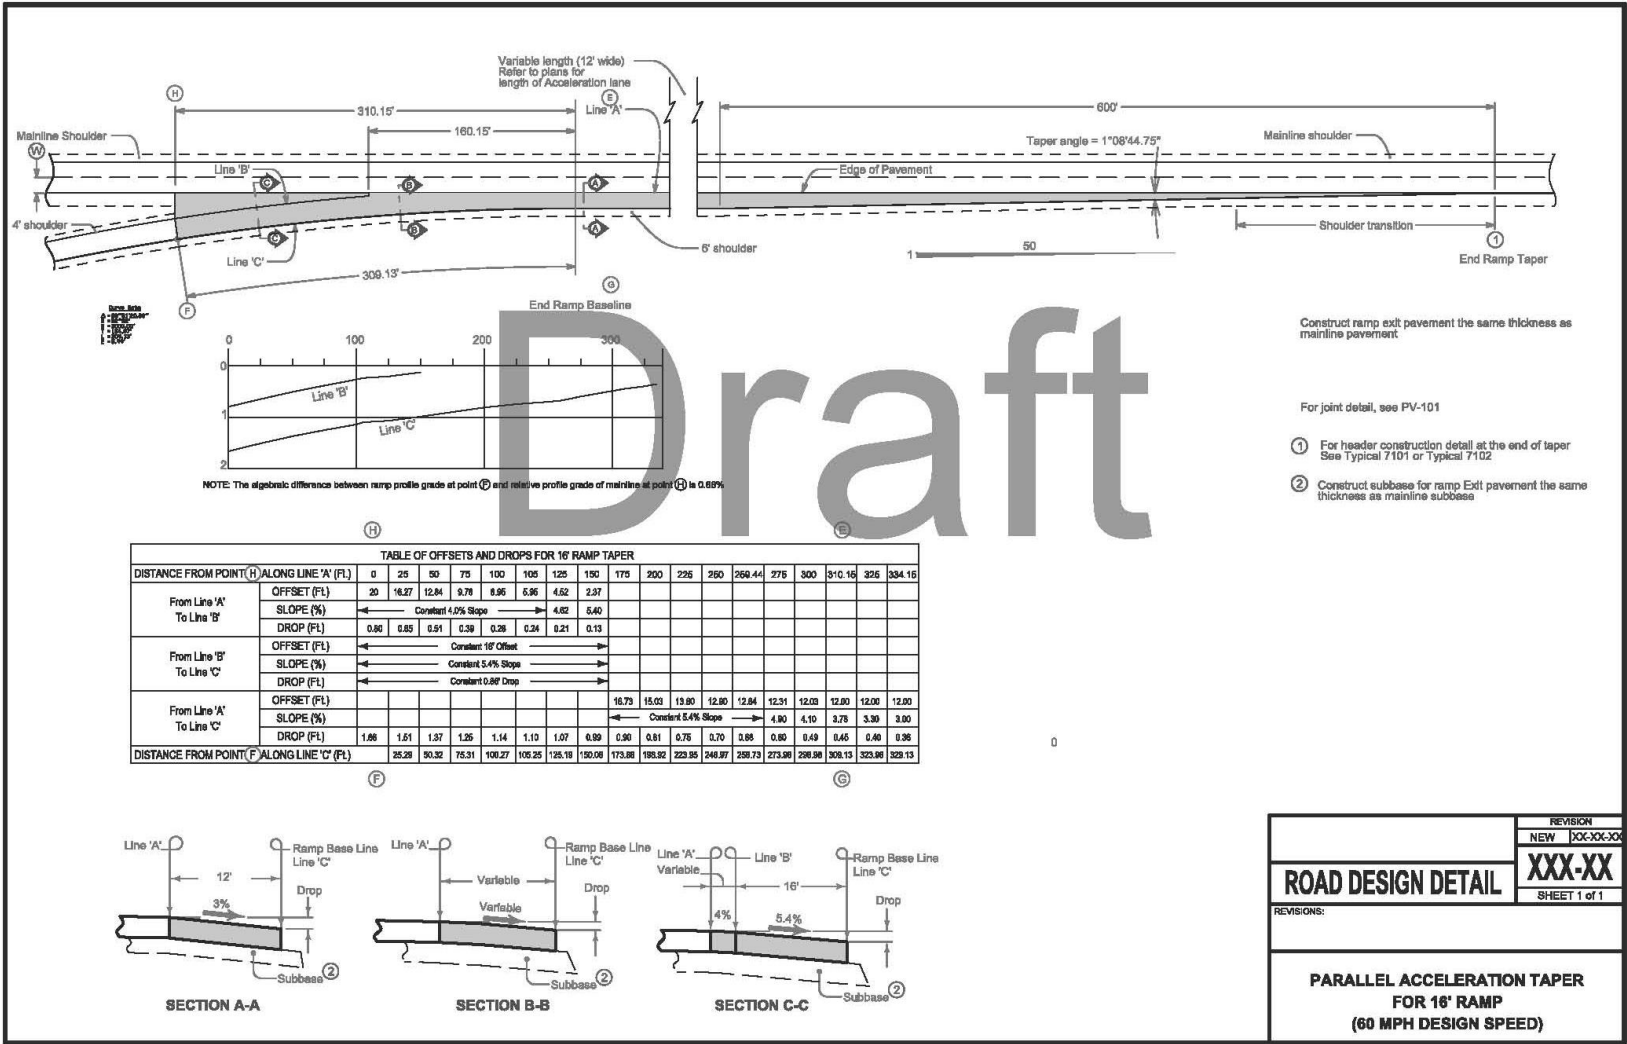 Variable length (12' wide)
Refer to plans for
length of Acceleration lane
E
Line 'A'
H
310.15'
160.15'
600'
Mainline Shoulder
W
Line 'B'
C
B
A
Taper angle = 1°08'44.75"
Mainline shoulder
Edge of Pavement
4' shoulder
C
B
A
Line 'C'
6' shoulder
Shoulder transition
1
50
1
End Ramp Taper
309.13'
F
G
End Ramp Baseline
0
100
200
300
0
Line 'B'
1
Line 'C'
2
Draft
NOTE: The algebraic difference between ramp profile grade at point F and relative profile grade of mainline at point H is 0.68%
Construct ramp exit pavement the same thickness as
mainline pavement
For joint detail, see PV-101
1 For header construction detail at the end of taper
See Typical 7101 or Typical 7102
2 Construct subbase for ramp Exit pavement the same
thickness as mainline subbase
H
E
TABLE OF OFFSETS AND DROPS FOR 16' RAMP TAPER
DISTANCE FROM POINT H ALONG LINE 'A' (Ft.) 0 25 50 75 100 105 125 150 175 200 225 250 259.44 275 300 310.15 325 334.15
From Line 'A'
To Line 'B'
OFFSET (Ft.) 20 16.27 12.84 9.78 6.95 5.95 4.52 2.37
SLOPE (%) Constant 4.0% Slope 4.62 5.40
DROP (Ft.) 0.80 0.65 0.51 0.39 0.28 0.24 0.21 0.13
From Line 'B'
To Line 'C'
OFFSET (Ft.) Constant 16' Offset
SLOPE (%) Constant 5.4% Slope
DROP (Ft.) Constant 0.86' Drop
From Line 'A'
To Line 'C'
OFFSET (Ft.) 16.73 15.03 13.80 12.90 12.64 12.31 12.03 12.00 12.00 12.00
SLOPE (%) Constant 5.4% Slope 4.90 4.10 3.78 3.30 3.00
DROP (Ft.) 1.66 1.51 1.37 1.25 1.14 1.10 1.07 0.99 0.90 0.81 0.75 0.70 0.68 0.60 0.49 0.45 0.40 0.36
DISTANCE FROM POINT F ALONG LINE 'C' (Ft.) 25.29 50.32 75.31 100.27 105.25 125.19 150.08 173.88 198.92 223.95 248.97 258.73 273.98 298.98 309.13 323.98 329.13
F
G
0
Line 'A'
Ramp Base Line
Line 'C'
12'
Drop
3%
Subbase 2
SECTION A-A
Line 'A'
Ramp Base Line
Line 'C'
Variable
Drop
Variable
Subbase 2
SECTION B-B
Line 'A'
Line 'B'
Ramp Base Line
Line 'C'
Variable
16'
Drop
4%
5.4%
Subbase 2
SECTION C-C
REVISION
NEW XX-XX-XX
ROAD DESIGN DETAIL
XXX-XX
SHEET 1 of 1
REVISIONS:
PARALLEL ACCELERATION TAPER
FOR 16' RAMP
(60 MPH DESIGN SPEED)